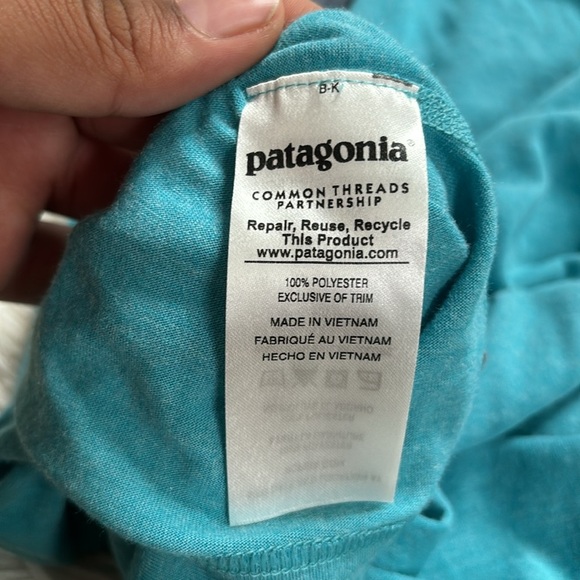 B-K
patagonia®
COMMON THREADS
PARTNERSHIP
Repair, Reuse, Recycle
This Product
www.patagonia.com
100% POLYESTER
EXCLUSIVE OF TRIM
MADE IN VIETNAM
FABRIQUÉ AU VIETNAM
HECHO EN VIETNAM